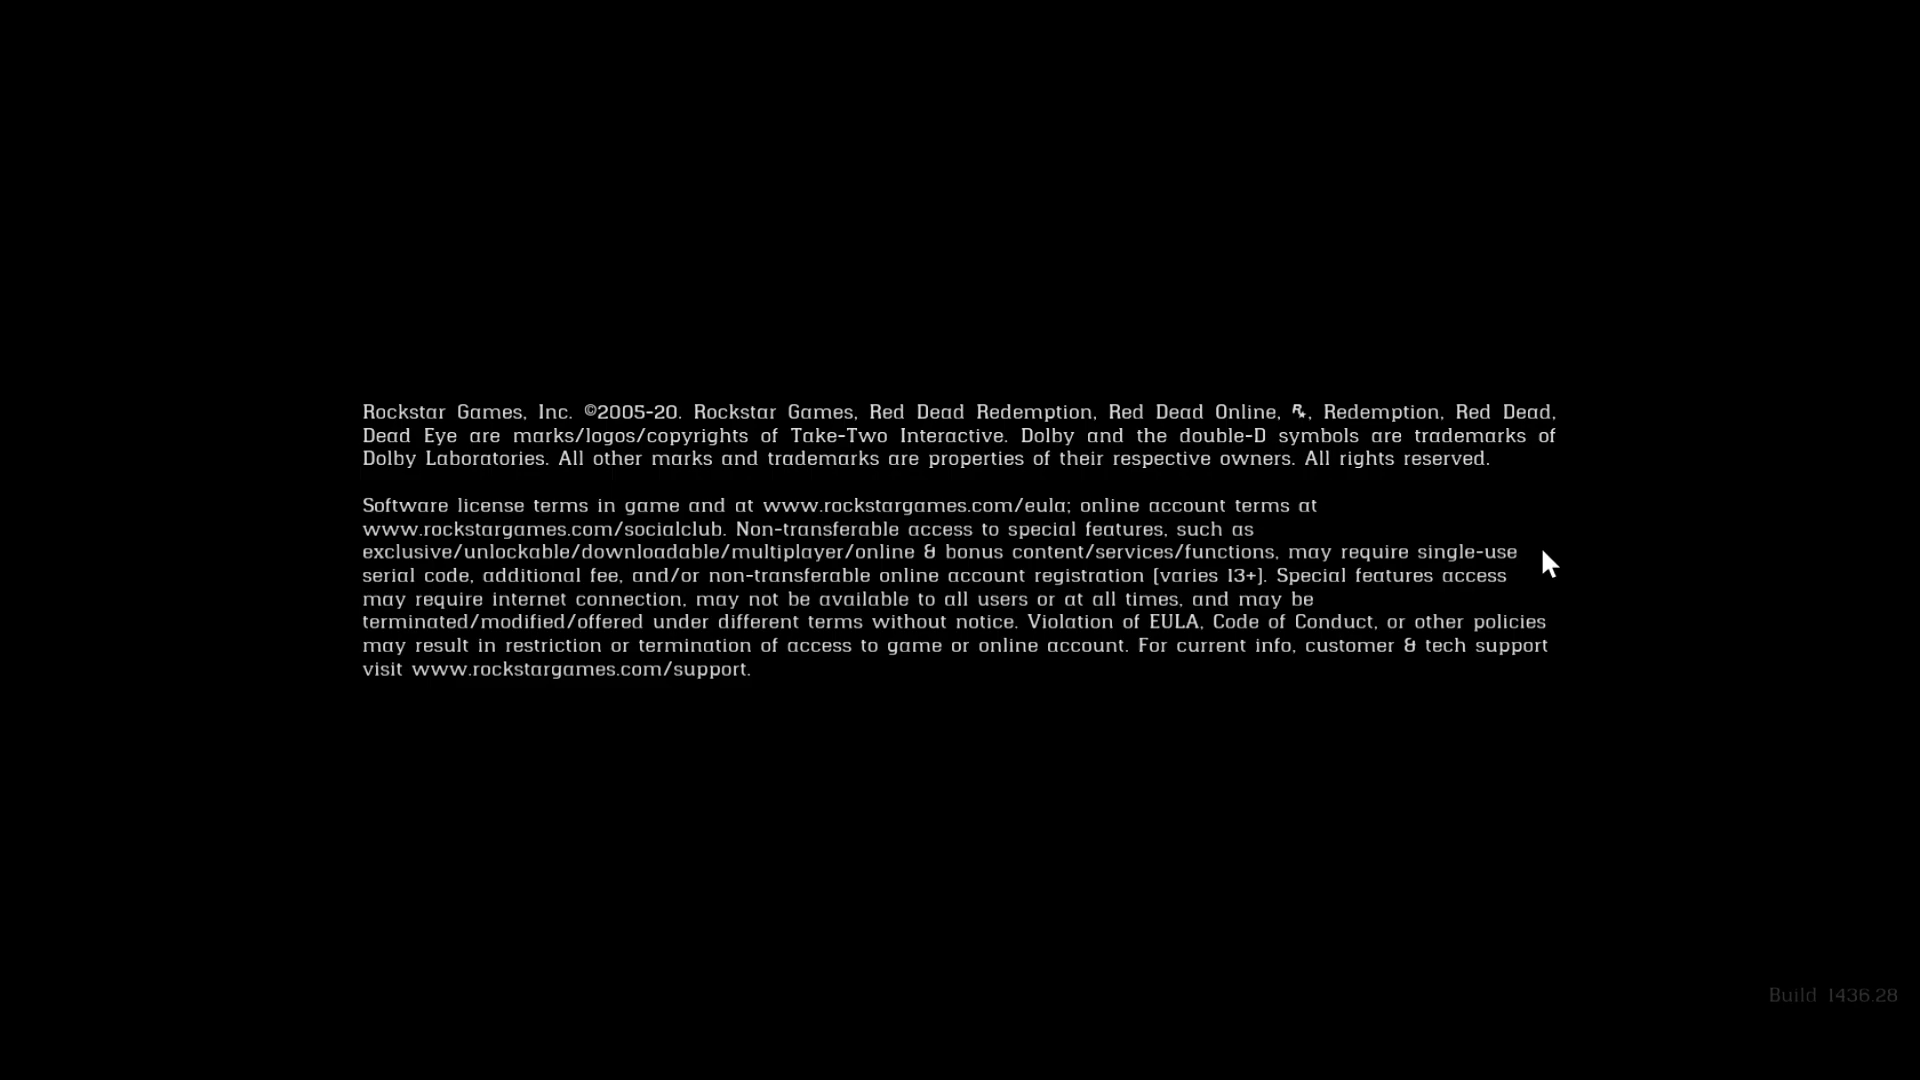 Rockstar Games, Inc. ©2005-20. Rockstar Games, Red Dead Redemption, Red Dead Online, R★, Redemption, Red Dead,
Dead Eye are marks/logos/copyrights of Take-Two Interactive. Dolby and the double-D symbols are trademarks of
Dolby Laboratories. All other marks and trademarks are properties of their respective owners. All rights reserved.
Software license terms in game and at www.rockstargames.com/eula; online account terms at
www.rockstargames.com/socialclub. Non-transferable access to special features, such as
exclusive/unlockable/downloadable/multiplayer/online & bonus content/services/functions, may require single-use
serial code, additional fee, and/or non-transferable online account registration (varies 13+). Special features access
may require internet connection, may not be available to all users or at all times, and may be
terminated/modified/offered under different terms without notice. Violation of EULA, Code of Conduct, or other policies
may result in restriction or termination of access to game or online account. For current info, customer & tech support
visit www.rockstargames.com/support.
Build 1436.28